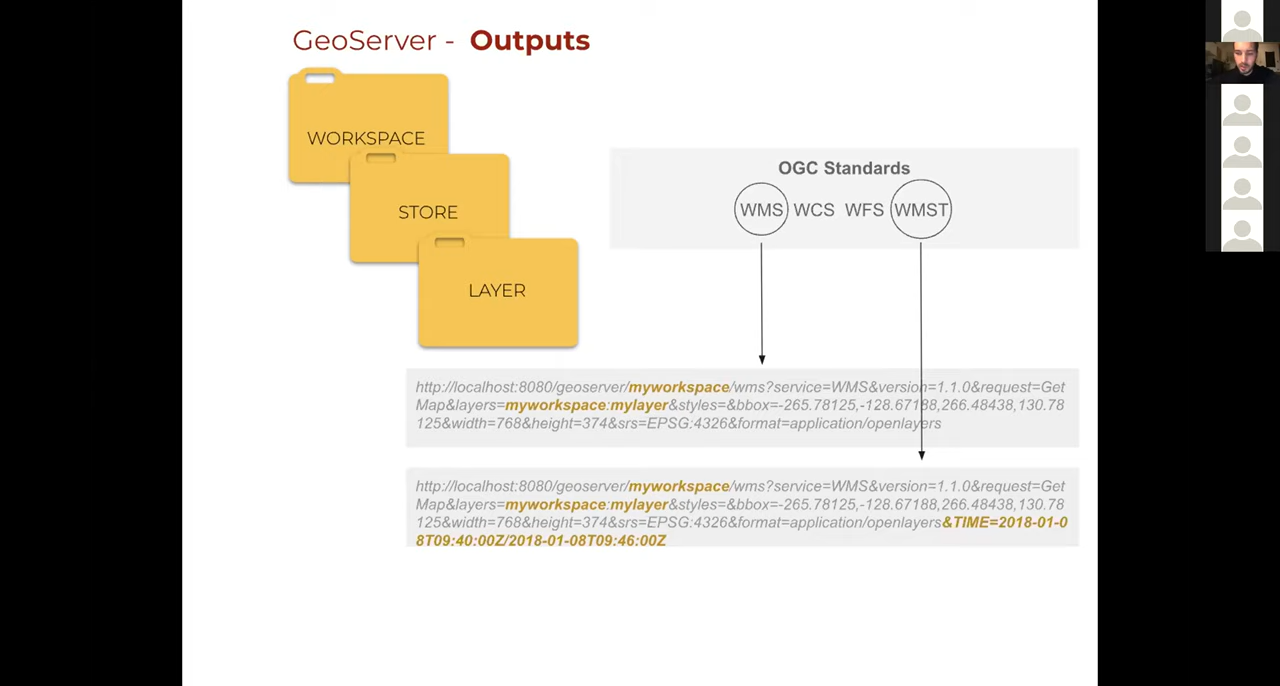 GeoServer - Outputs
WORKSPACE
STORE
LAYER
OGC Standards
WMS WCS WFS WMST
http://localhost:8080/geoserver/myworkspace/wms?service=WMS&version=1.1.0&request=Get
Map&layers=myworkspace:mylayer&styles=&bbox=-265.78125,-128.67188,266.48438,130.78
125&width=768&height=374&srs=EPSG:4326&format=application/openlayers
http://localhost:8080/geoserver/myworkspace/wms?service=WMS&version=1.1.0&request=Get
Map&layers=myworkspace:mylayer&styles=&bbox=-265.78125,-128.67188,266.48438,130.78
125&width=768&height=374&srs=EPSG:4326&format=application/openlayers&TIME=2018-01-0
8T09:40:00Z/2018-01-08T09:46:00Z